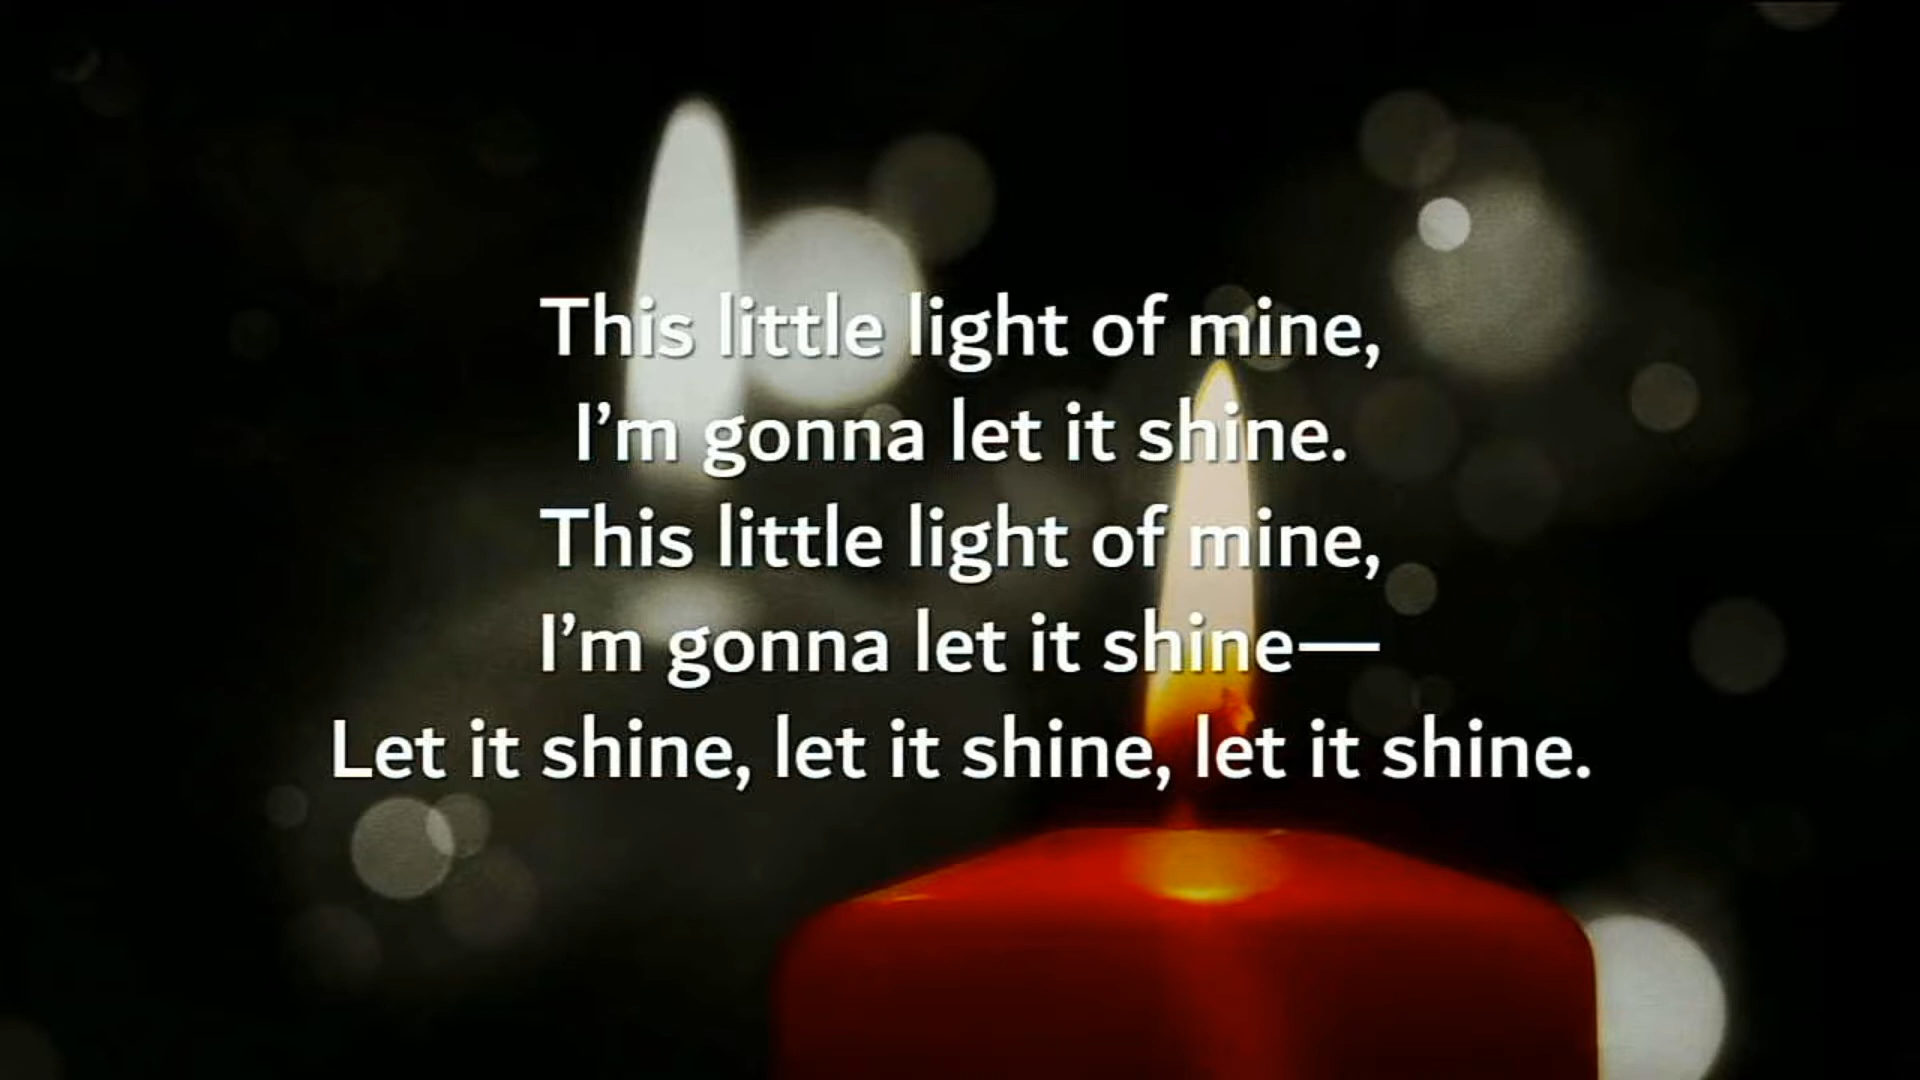 This little light of mine,
I’m gonna let it shine.
This little light of mine,
I’m gonna let it shine—
Let it shine, let it shine, let it shine.